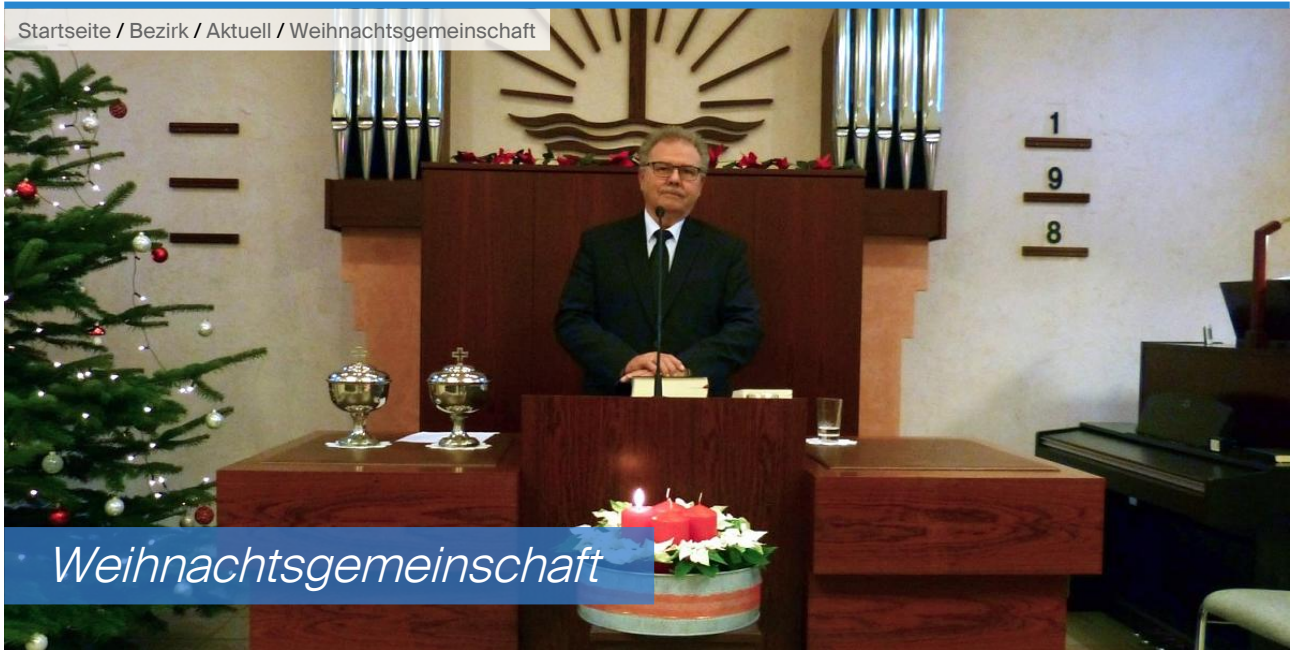 Startseite / Bezirk / Aktuell / Weihnachtsgemeinschaft
1
9
8
Weihnachtsgemeinschaft